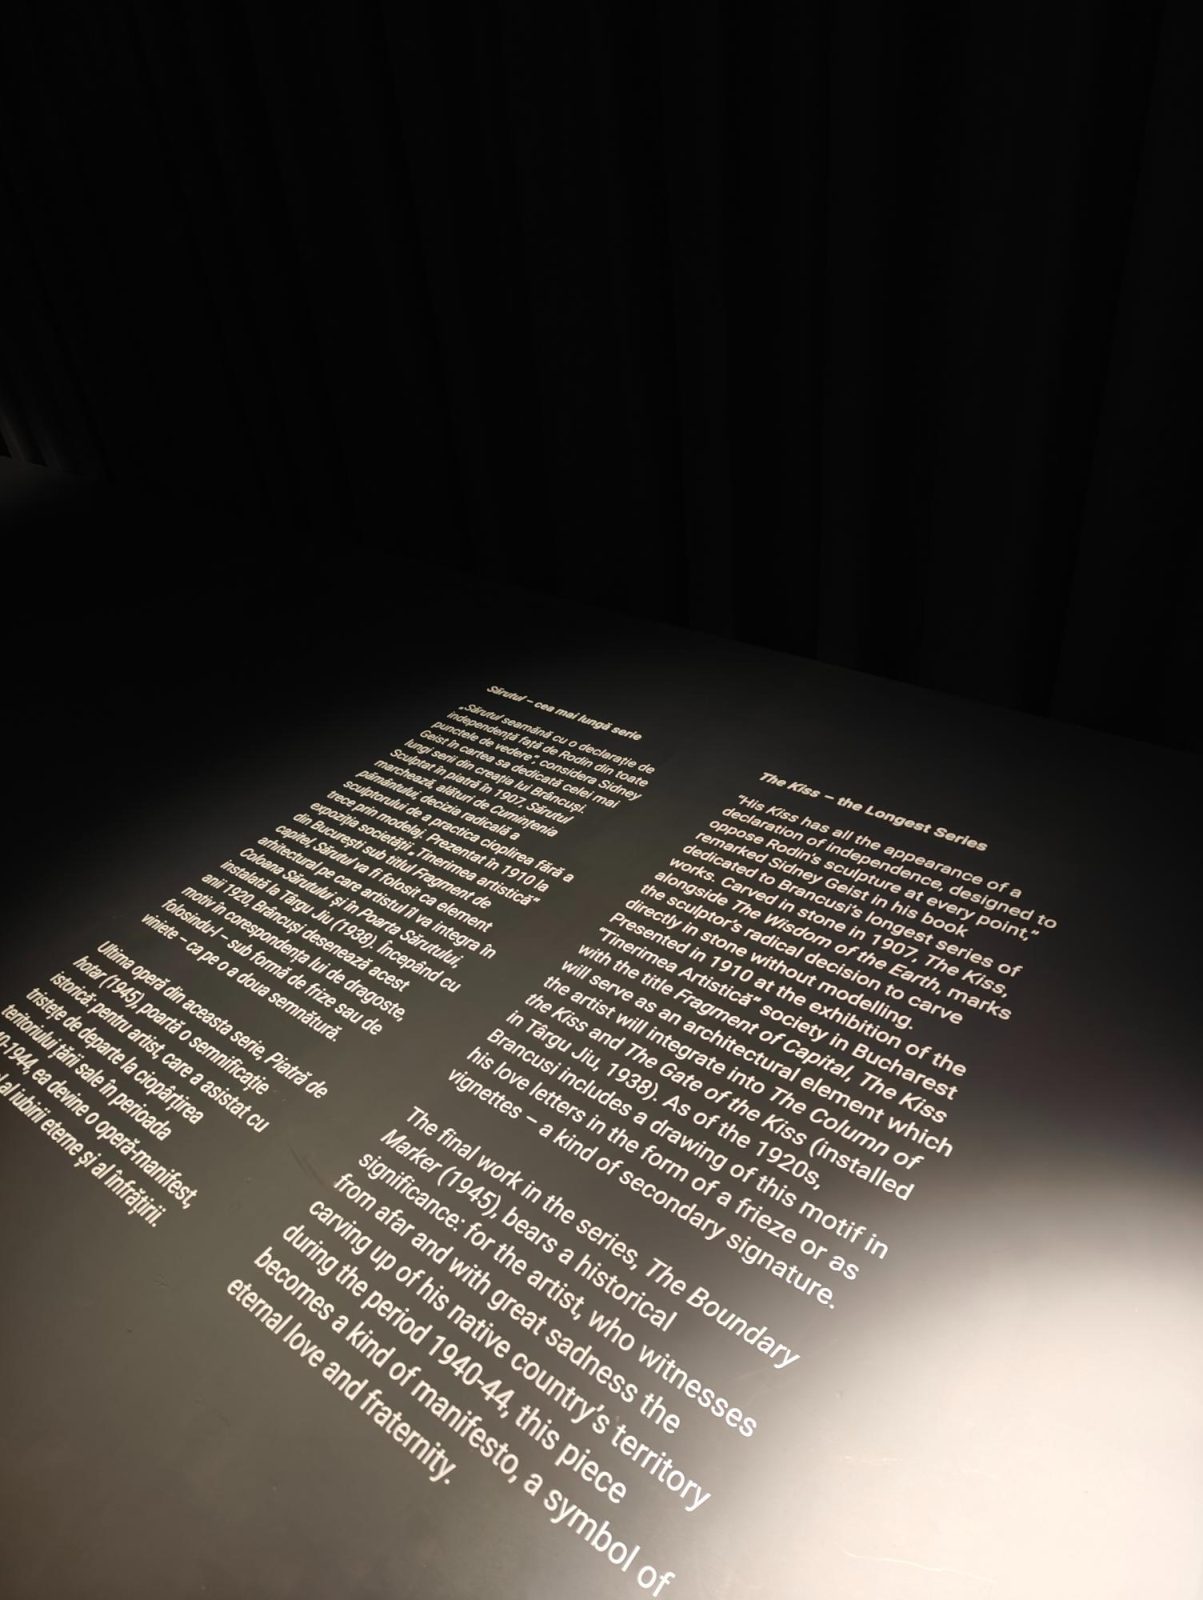 Sărutul – cea mai lungă serie
„Sărutul seamănă cu o declarație de
independență față de Rodin din toate
punctele de vedere”, considera Sidney
Geist în cartea sa dedicată celei mai
lungi serii din creația lui Brâncuși.
Sculptat în piatră în 1907, Sărutul
marchează, alături de Cumințenia
pământului, decizia radicală a
sculptorului de a practica cioplirea fără a
trece prin modelaj. Prezentat în 1910 la
expoziția societății „Tinerimea artistică”
din București sub titlul Fragment de
capitel, Sărutul va fi folosit ca element
arhitectural pe care artistul îl va integra în
Coloana Sărutului și în Poarta Sărutului,
instalată la Târgu Jiu (1938). Începând cu
anii 1920, Brâncuși desenează acest
motiv în corespondența lui de dragoste,
folosindu-l – sub formă de frize sau de
viniete – ca pe o a doua semnătură.
Ultima operă din aceasta serie, Piatră de
hotar (1945), poartă o semnificație
istorică pentru artist, care a asistat cu
tristețe de departe la ciopârțirea
teritoriului țării sale în perioada
-1944, ea devine o operă-manifest,
al iubirii eterne și al înfrățirii.
The Kiss – the Longest Series
“His Kiss has all the appearance of a
declaration of independence, designed to
oppose Rodin's sculpture at every point,”
remarked Sidney Geist in his book
dedicated to Brancusi's longest series of
works. Carved in stone in 1907, The Kiss,
alongside The Wisdom of the Earth, marks
the sculptor's radical decision to carve
directly in stone without modelling.
Presented in 1910 at the exhibition of the
“Tinerimea Artistică” society in Bucharest
with the title Fragment of Capital, The Kiss
will serve as an architectural element which
the artist will integrate into The Column of
the Kiss and The Gate of the Kiss (installed
in Târgu Jiu, 1938). As of the 1920s,
Brancusi includes a drawing of this motif in
his love letters in the form of a frieze or as
vignettes – a kind of secondary signature.
The final work in the series, The Boundary
Marker (1945), bears a historical
significance: for the artist, who witnesses
from afar and with great sadness the
carving up of his native country's territory
during the period 1940-44, this piece
becomes a kind of manifesto, a symbol of
eternal love and fraternity.